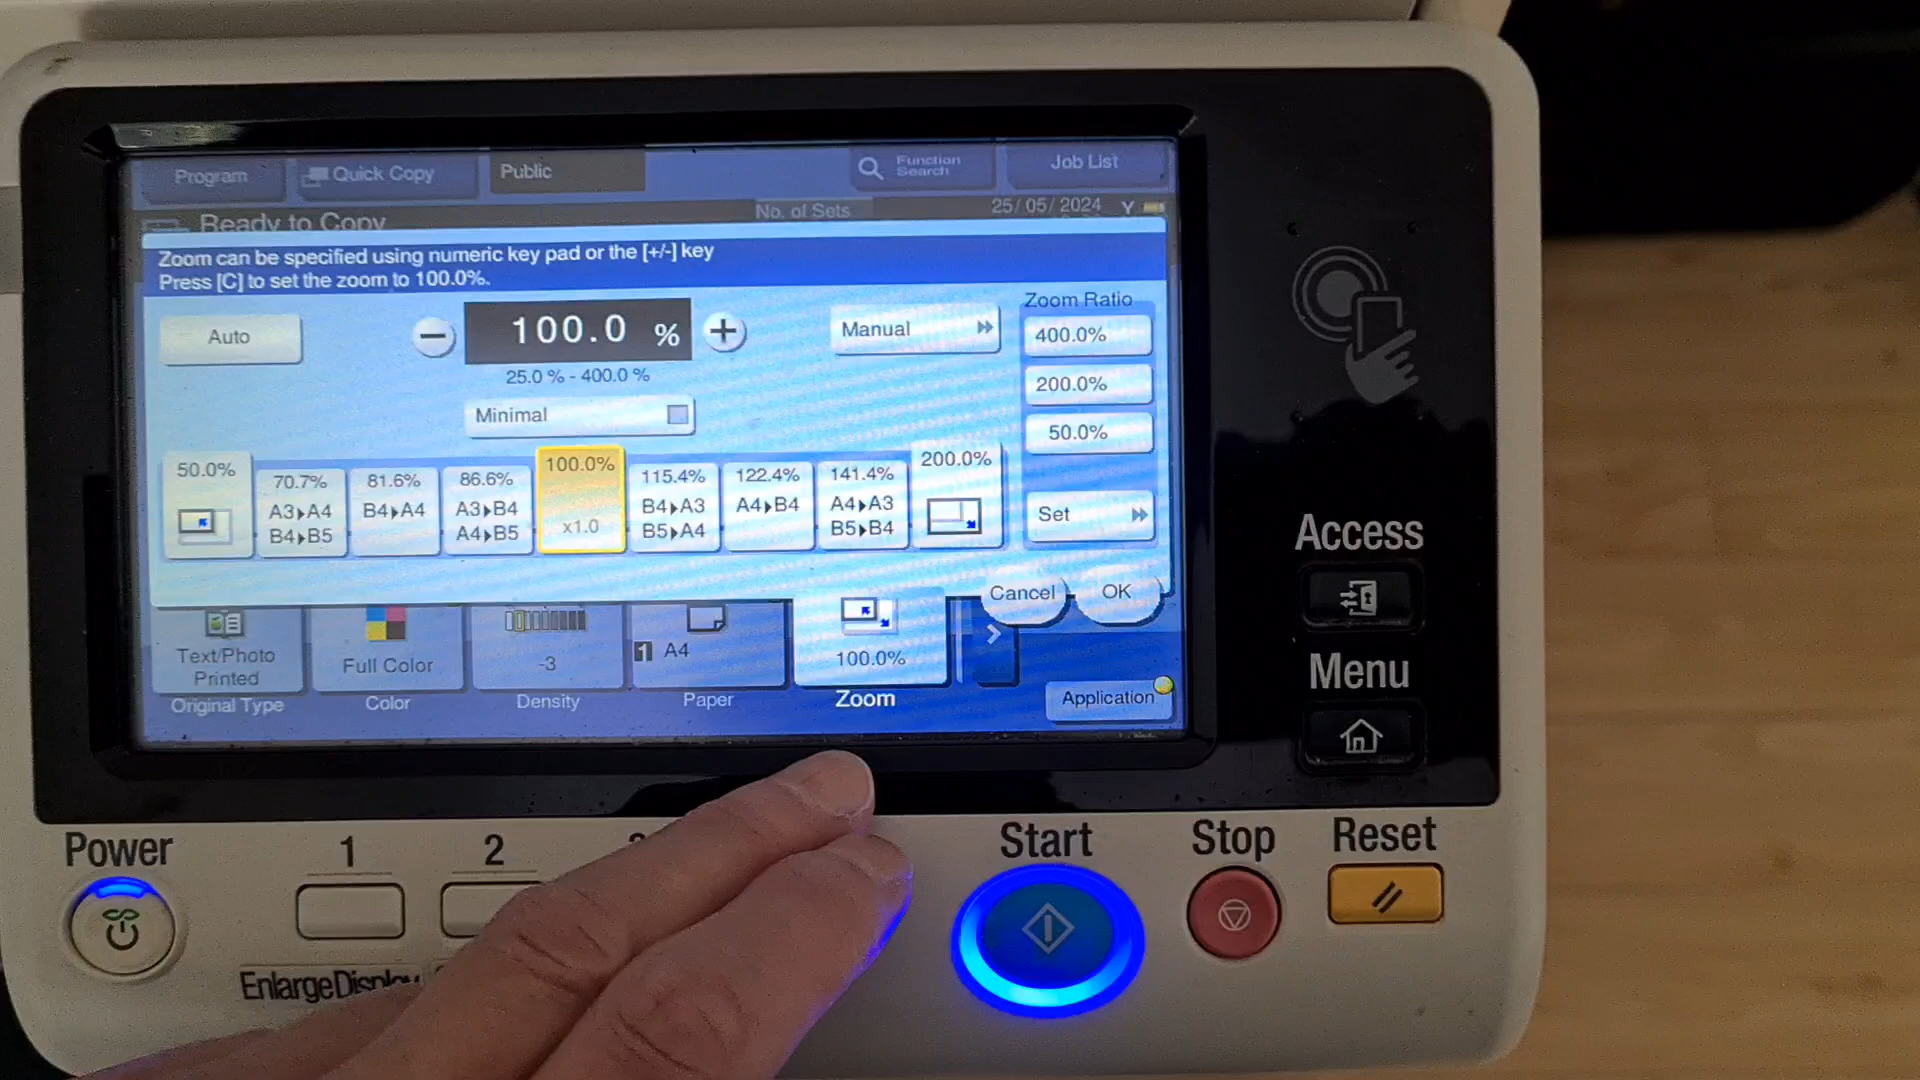 Program
Quick Copy
Public
Function
Search
Job List
Ready to Copy
No. of Sets
25/05/2024
Y
Zoom can be specified using numeric key pad or the [+/-] key
Press [C] to set the zoom to 100.0%.
Auto
−
100.0 %
+
25.0 % - 400.0 %
Minimal
Manual
Zoom Ratio
400.0%
200.0%
50.0%
Set
50.0%
70.7%
A3▸A4
B4▸B5
81.6%
B4▸A4
86.6%
A3▸B4
A4▸B5
100.0%
x1.0
115.4%
B4▸A3
B5▸A4
122.4%
A4▸B4
141.4%
A4▸A3
B5▸B4
200.0%
Cancel
OK
Text/Photo
Printed
Original Type
Full Color
Color
-3
Density
1 A4
Paper
100.0%
Zoom
Application
Access
Menu
Power
1
2
Start
Stop
Reset
EnlargeDisplay